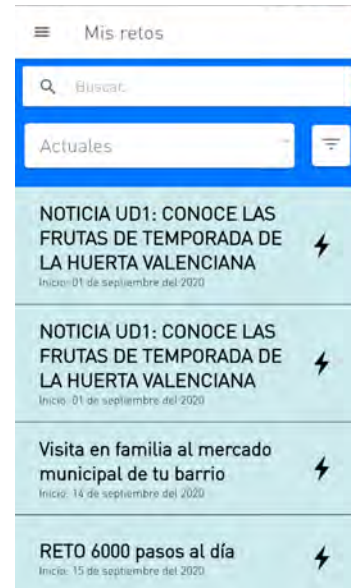 Mis retos
Buscar.
Actuales
NOTICIA UD1: CONOCE LAS
FRUTAS DE TEMPORADA DE
LA HUERTA VALENCIANA
Inicio: 01 de septiembre del 2020
NOTICIA UD1: CONOCE LAS
FRUTAS DE TEMPORADA DE
LA HUERTA VALENCIANA
Inicio: 01 de septiembre del 2020
Visita en familia al mercado
municipal de tu barrio
Inicio: 14 de septiembre del 2020
RETO 6000 pasos al día
Inicio: 15 de septiembre del 2020